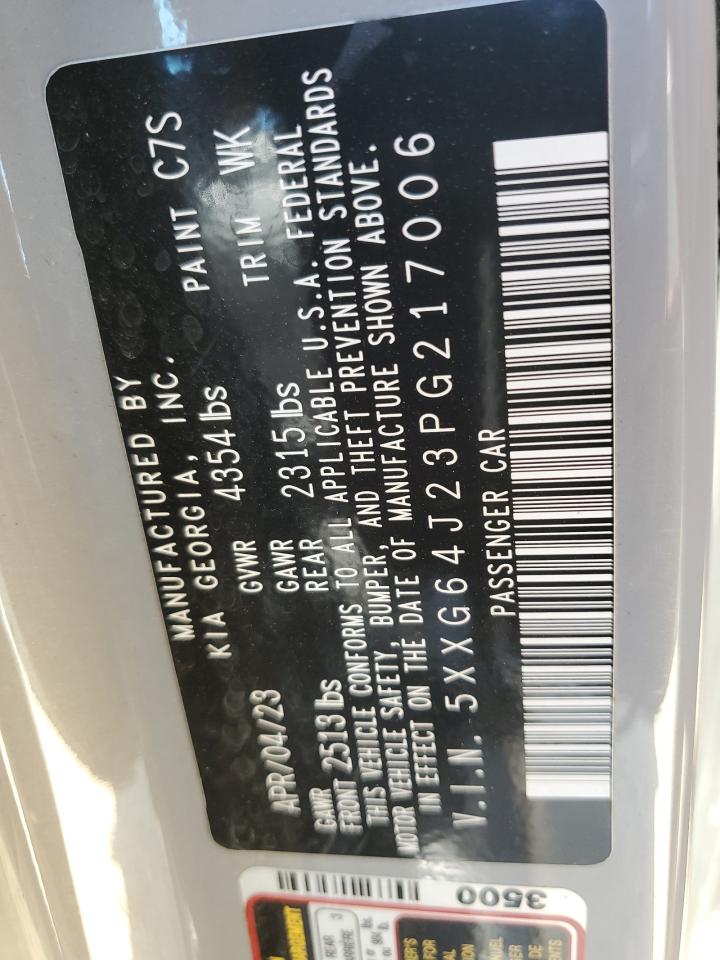 MANUFACTURED BY
KIA GEORGIA, INC. PAINT C7S
APR/04/23 GVWR 4354 lbs TRIM WK
GAWR FRONT 2513 lbs GAWR REAR 2315 lbs
THIS VEHICLE CONFORMS TO ALL APPLICABLE U.S.A. FEDERAL
MOTOR VEHICLE SAFETY, BUMPER, AND THEFT PREVENTION STANDARDS
IN EFFECT ON THE DATE OF MANUFACTURE SHOWN ABOVE.
V.I.N. 5XXG64J23PG217006
PASSENGER CAR
3500
REAR 3